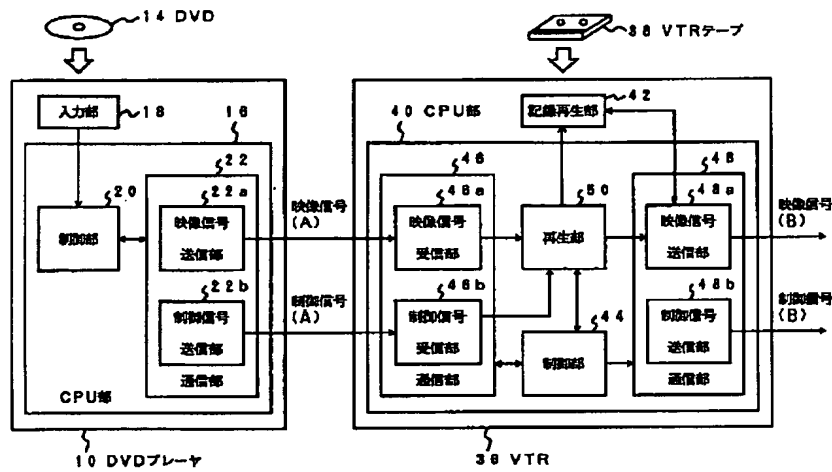 14 DVD
38 VTRテープ
入力部
18
16
40 CPU部
記録再生部
42
20
22
22a
46
46a
50
48
48a
制御部
映像信号
送信部
映像信号
(A)
映像信号
受信部
再生部
映像信号
送信部
映像信号
(B)
22b
46b
44
48b
制御信号
送信部
制御信号
(A)
制御信号
受信部
制御部
制御信号
送信部
制御信号
(B)
通信部
通信部
通信部
CPU部
10 DVDプレーヤ
36 VTR